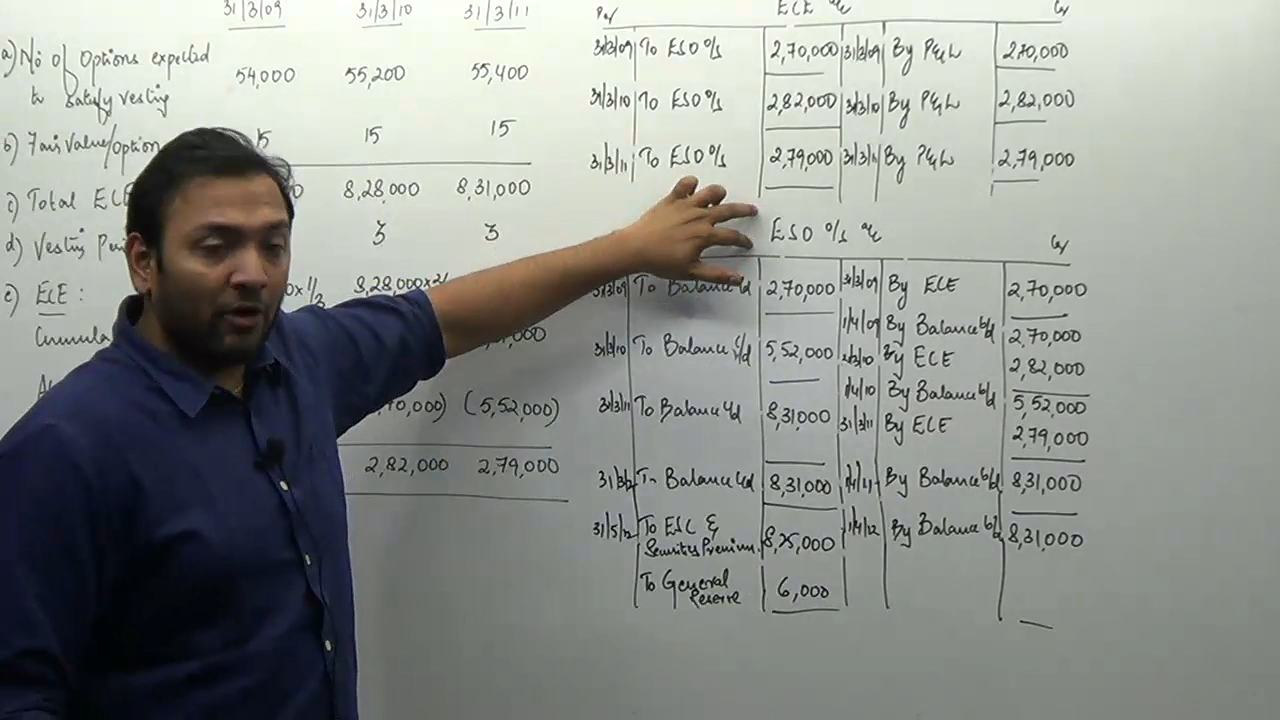 31/3/09 31/3/10 31/3/11
a) No of Options expected 54,000 55,200 55,400
to satisfy vesting
b) Fair Value/Option 15 15 15
c) Total ECE 8,28,000 8,31,000
d) Vesting 3 3
e) ECE : x 1/3 8,28,000x2/
(5,52,000)
2,82,000 2,79,000
ECE a/c
Cr
31/3/09 To ESO o/s 2,70,000 31/3/09 By P&L 2,70,000
31/3/10 To ESO o/s 2,82,000 31/3/10 By P&L 2,82,000
31/3/11 To ESO o/s 2,79,000 31/3/11 By P&L 2,79,000
ESO o/s a/c
Cr
31/3/09 To Balance c/d 2,70,000 31/3/09 By ECE 2,70,000
1/4/09 By Balance b/d 2,70,000
31/3/10 To Balance c/d 5,52,000 31/3/10 By ECE 2,82,000
1/4/10 By Balance b/d 5,52,000
31/3/11 To Balance c/d 8,31,000 31/3/11 By ECE 2,79,000
31/3/12 To Balance c/d 8,31,000 1/4/11 By Balance b/d 8,31,000
31/5/12 To ESC & 1/4/12 By Balance b/d 8,31,000
Securities Premium 8,25,000
To General
Reserve 6,000